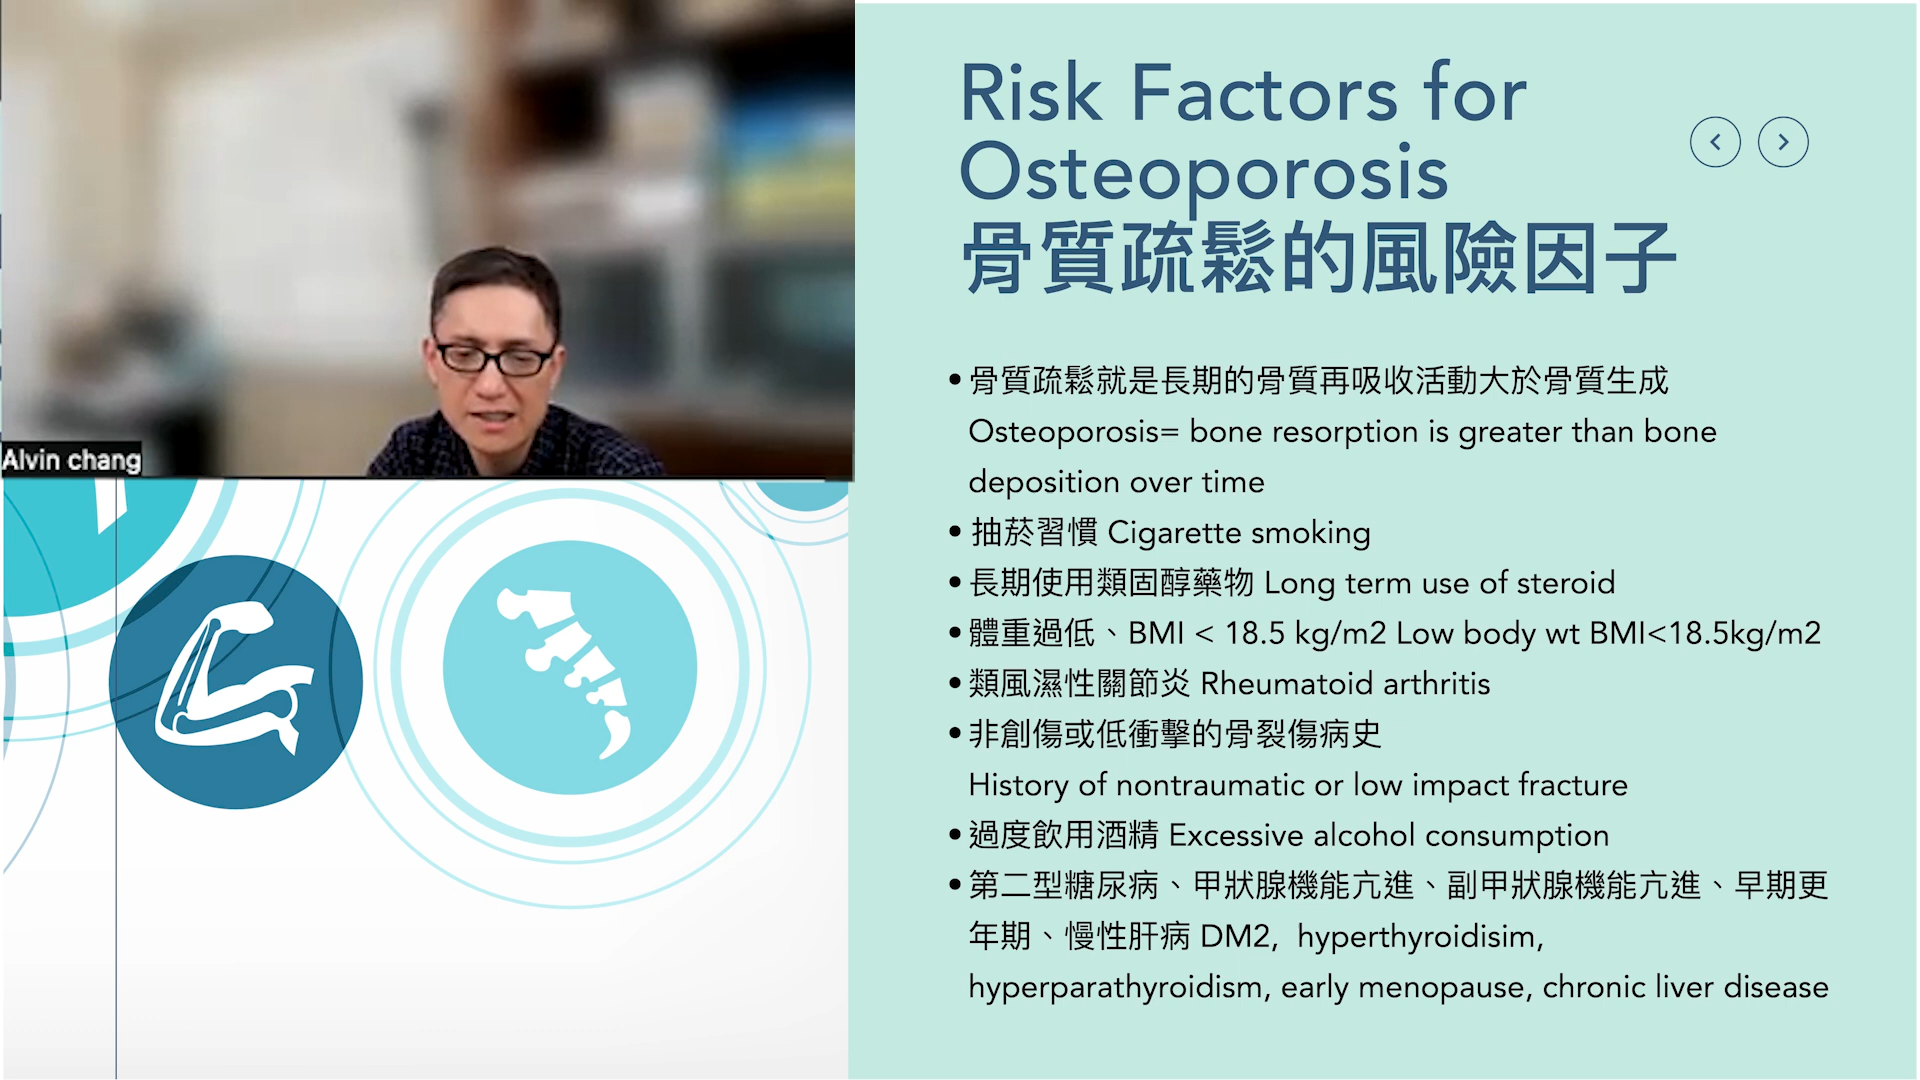 Alvin chang
Risk Factors for
Osteoporosis
骨質疏鬆的風險因子
•骨質疏鬆就是長期的骨質再吸收活動大於骨質生成
Osteoporosis= bone resorption is greater than bone
deposition over time
• 抽菸習慣 Cigarette smoking
•長期使用類固醇藥物 Long term use of steroid
•體重過低、BMI < 18.5 kg/m2 Low body wt BMI<18.5kg/m2
•類風濕性關節炎 Rheumatoid arthritis
•非創傷或低衝擊的骨裂傷病史
History of nontraumatic or low impact fracture
•過度飲用酒精 Excessive alcohol consumption
•第二型糖尿病、甲狀腺機能亢進、副甲狀腺機能亢進、早期更
年期、慢性肝病 DM2, hyperthyroidisim,
hyperparathyroidism, early menopause, chronic liver disease